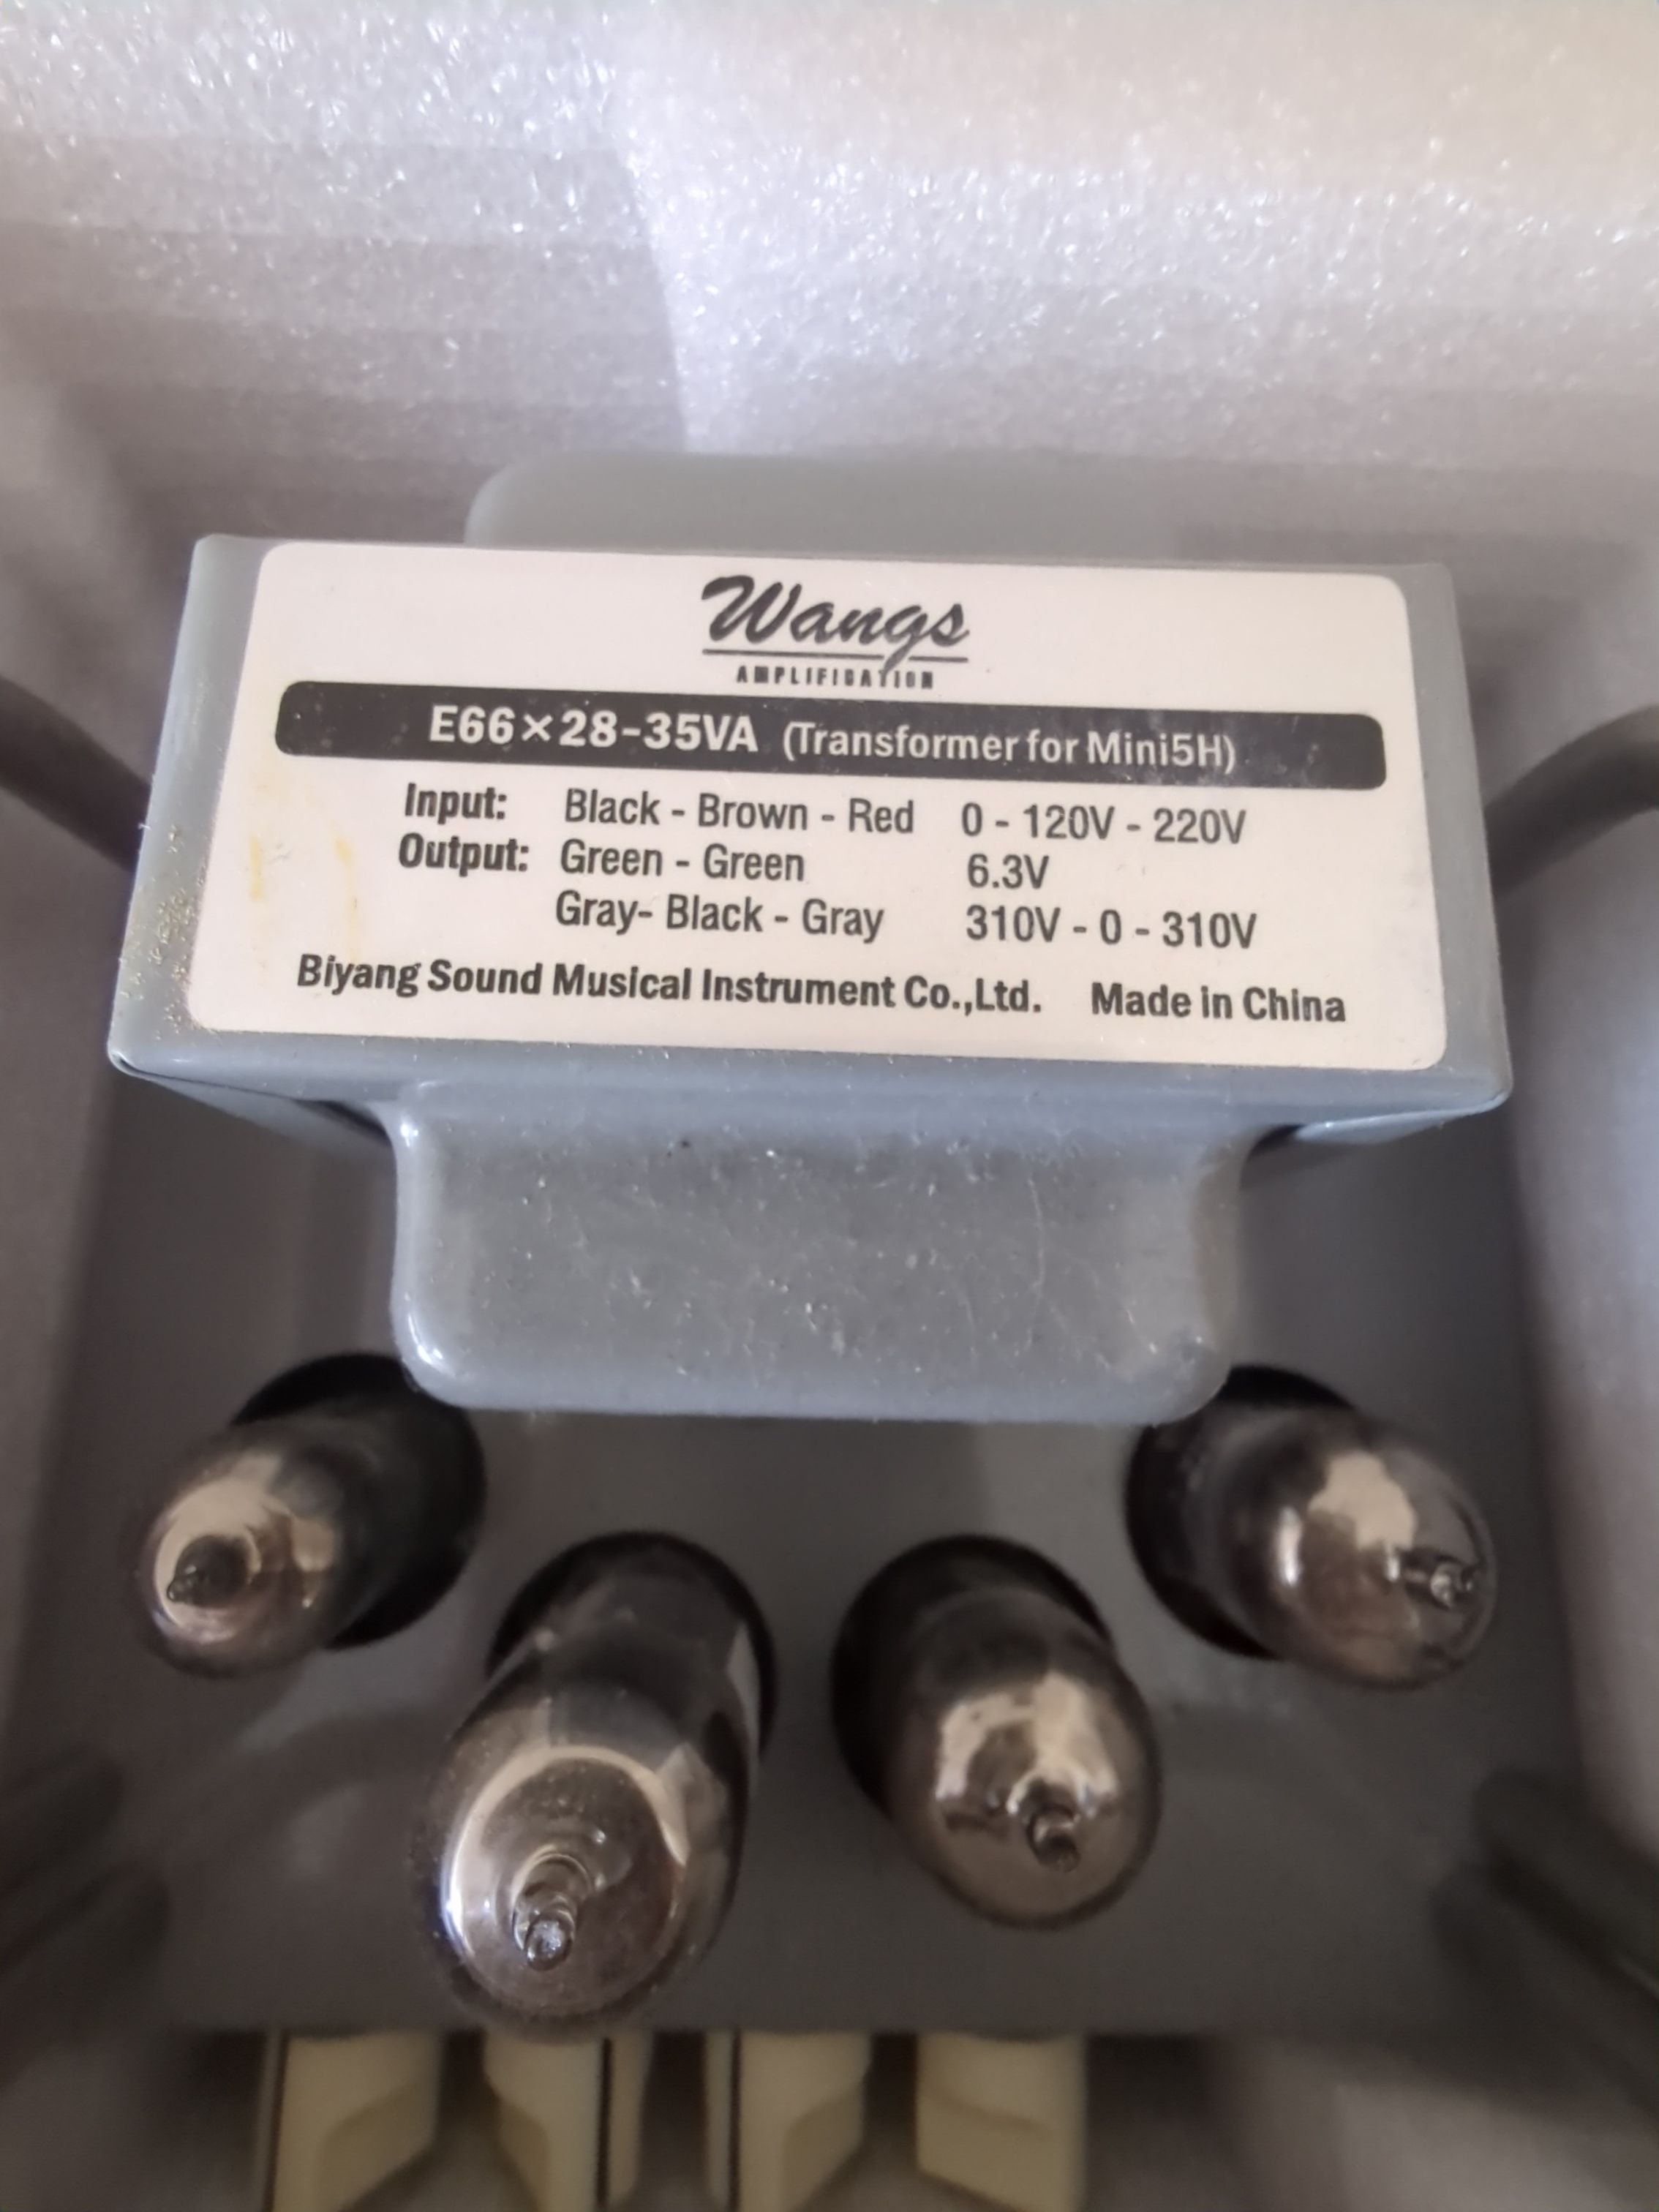 Wangs
AMPLIFICATION
E66×28-35VA (Transformer for Mini5H)
Input: Black - Brown - Red 0 - 120V - 220V
Output: Green - Green 6.3V
Gray- Black - Gray 310V - 0 - 310V
Biyang Sound Musical Instrument Co.,Ltd. Made in China